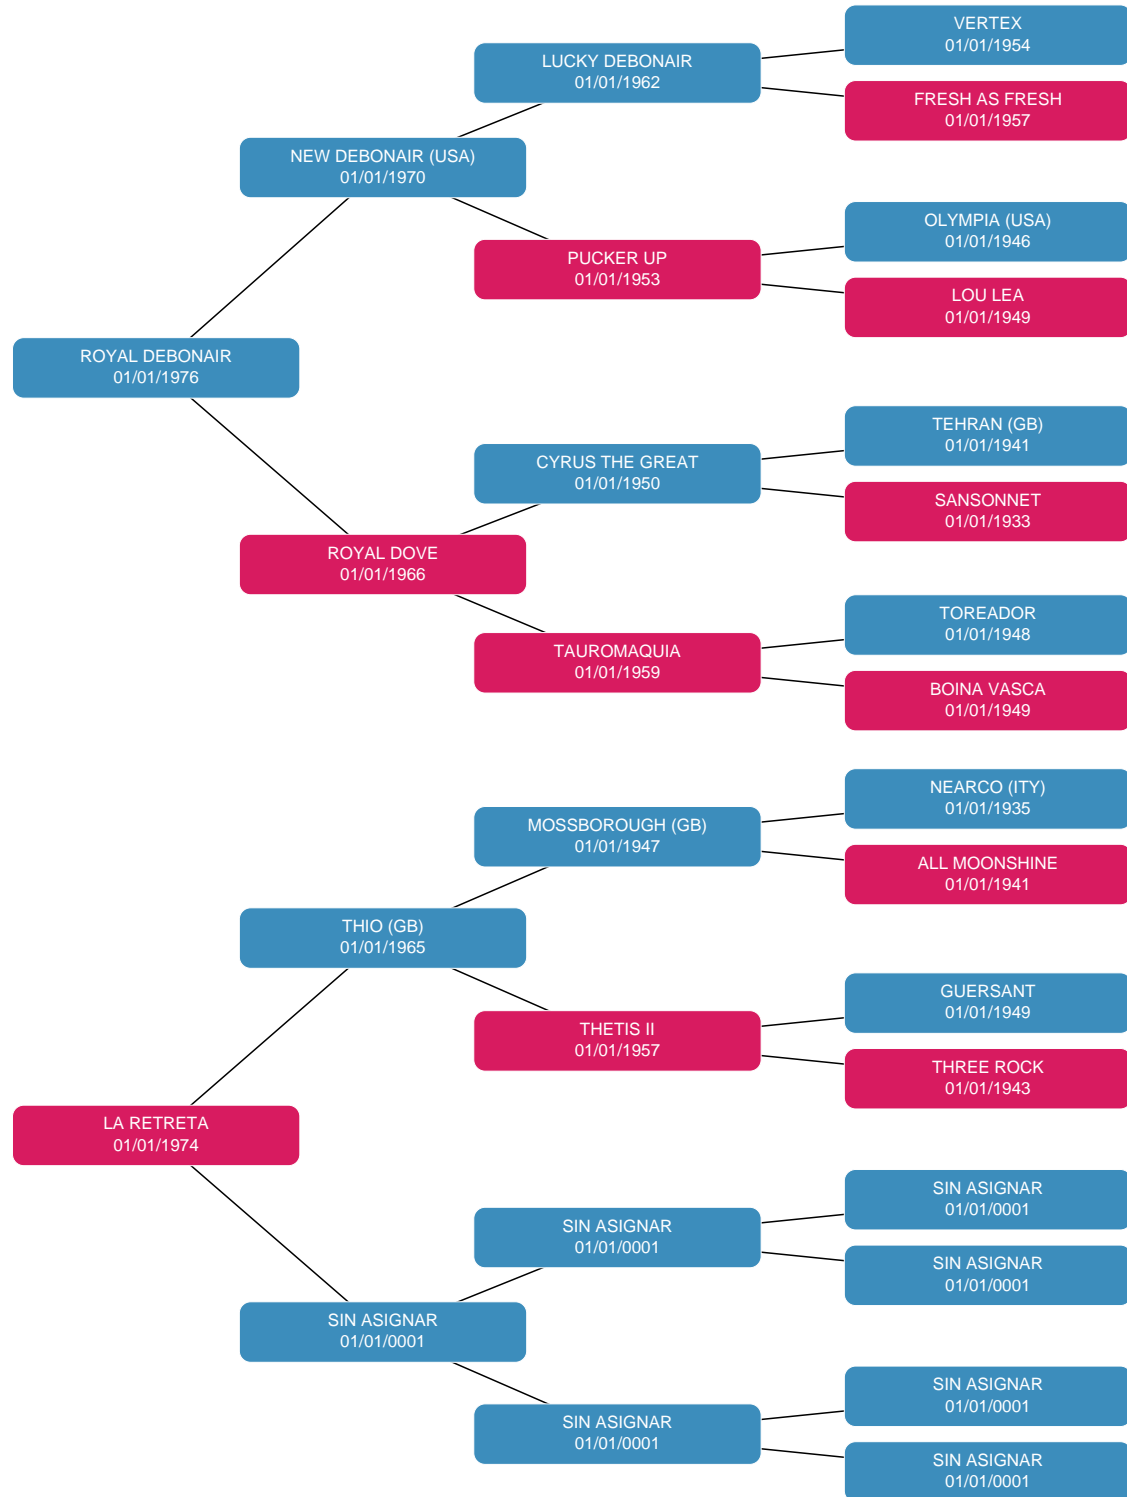 VERTEX
01/01/1954
LUCKY DEBONAIR
01/01/1962
FRESH AS FRESH
01/01/1957
NEW DEBONAIR (USA)
01/01/1970
OLYMPIA (USA)
01/01/1946
PUCKER UP
01/01/1953
LOU LEA
01/01/1949
ROYAL DEBONAIR
01/01/1976
TEHRAN (GB)
01/01/1941
CYRUS THE GREAT
01/01/1950
SANSONNET
01/01/1933
ROYAL DOVE
01/01/1966
TOREADOR
01/01/1948
TAUROMAQUIA
01/01/1959
BOINA VASCA
01/01/1949
NEARCO (ITY)
01/01/1935
MOSSBOROUGH (GB)
01/01/1947
ALL MOONSHINE
01/01/1941
THIO (GB)
01/01/1965
GUERSANT
01/01/1949
THETIS II
01/01/1957
THREE ROCK
01/01/1943
LA RETRETA
01/01/1974
SIN ASIGNAR
01/01/0001
SIN ASIGNAR
01/01/0001
SIN ASIGNAR
01/01/0001
SIN ASIGNAR
01/01/0001
SIN ASIGNAR
01/01/0001
SIN ASIGNAR
01/01/0001
SIN ASIGNAR
01/01/0001